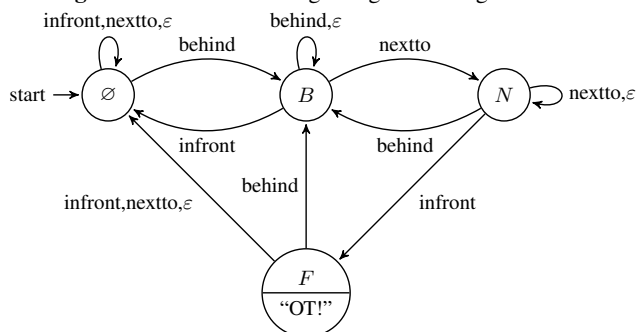 infront,nextto,ε
behind,ε
behind
nextto
start
∅
B
N
nextto,ε
infront
behind
behind
infront,nextto,ε
infront
F
“OT!”